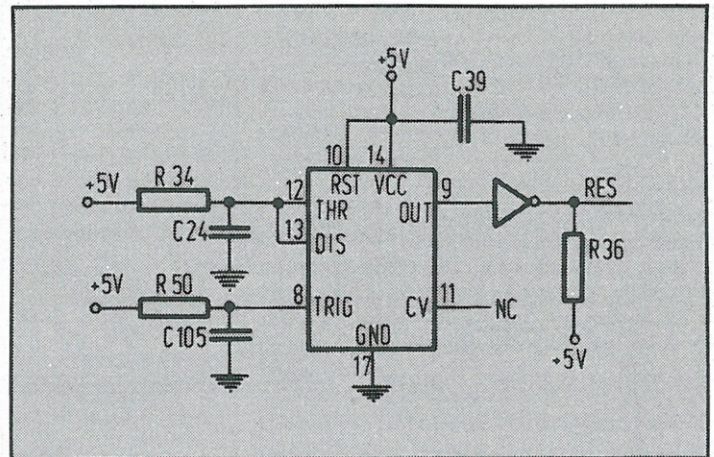 +5V
C39
10
14
RST
VCC
+5V
R 34
12
THR
9
OUT
RES
C24
13
DIS
R36
+5V
R 50
8
TRIG
CV
11
NC
C105
GND
17
+5V